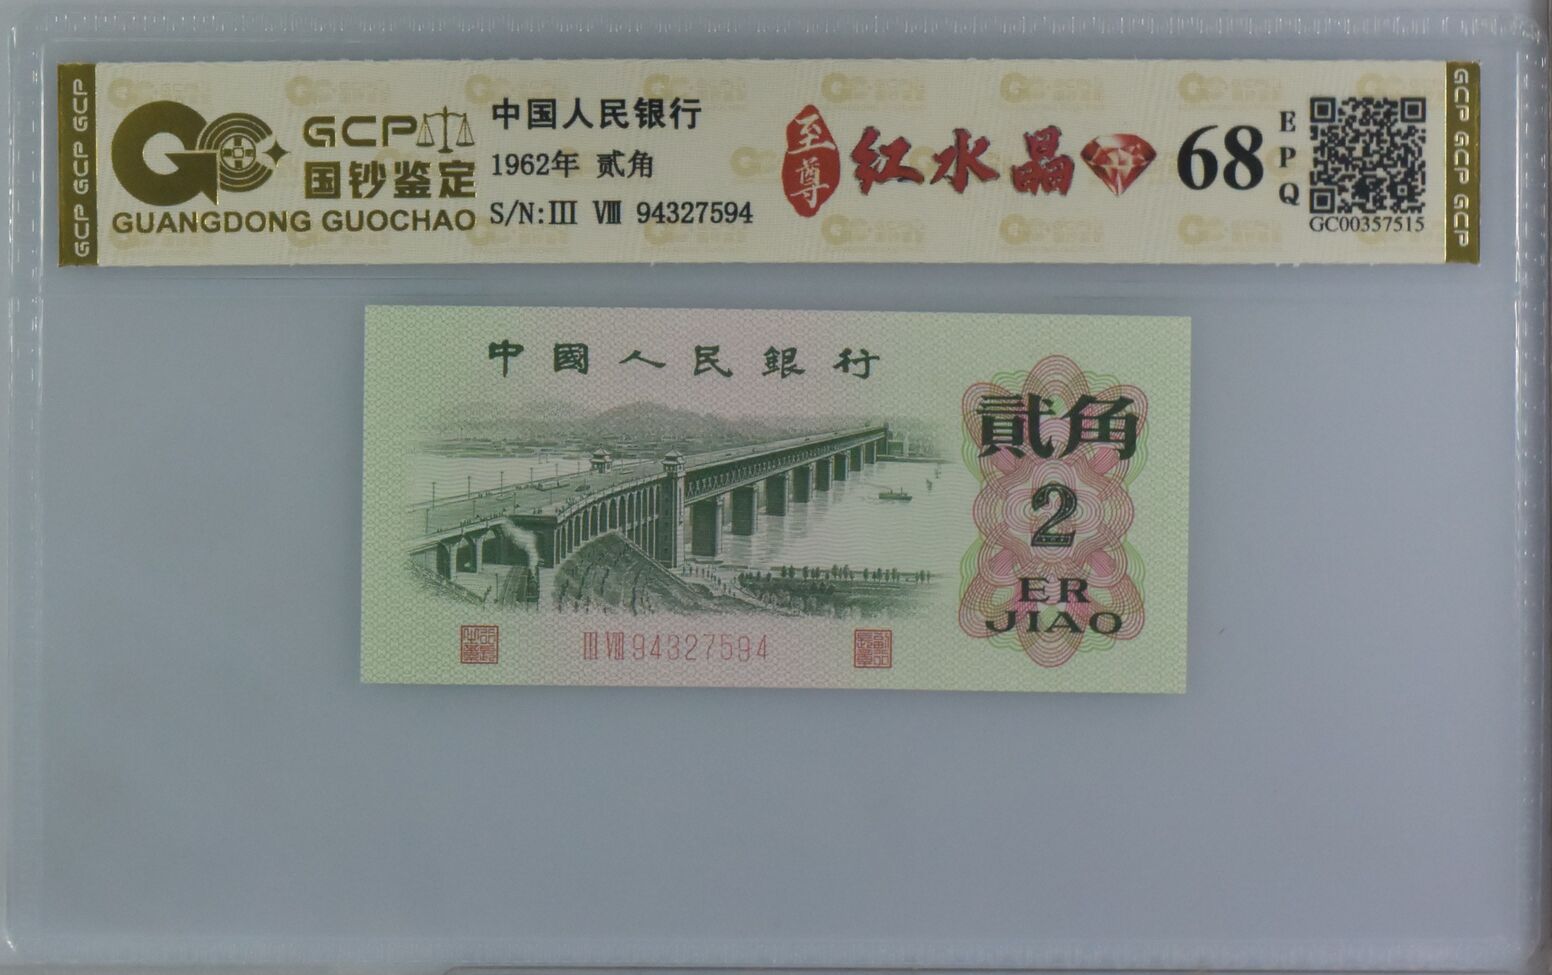 GCP GCP GCP
GCP
国钞鉴定
GUANGDONG GUOCHAO
中国人民银行
1962年 贰角
S/N:III VIII 94327594
至尊
红水晶
68
EPQ
GC00357515
GCP GCP GCP
中國人民銀行
貳角
2
ER
JIAO
III VIII 94327594